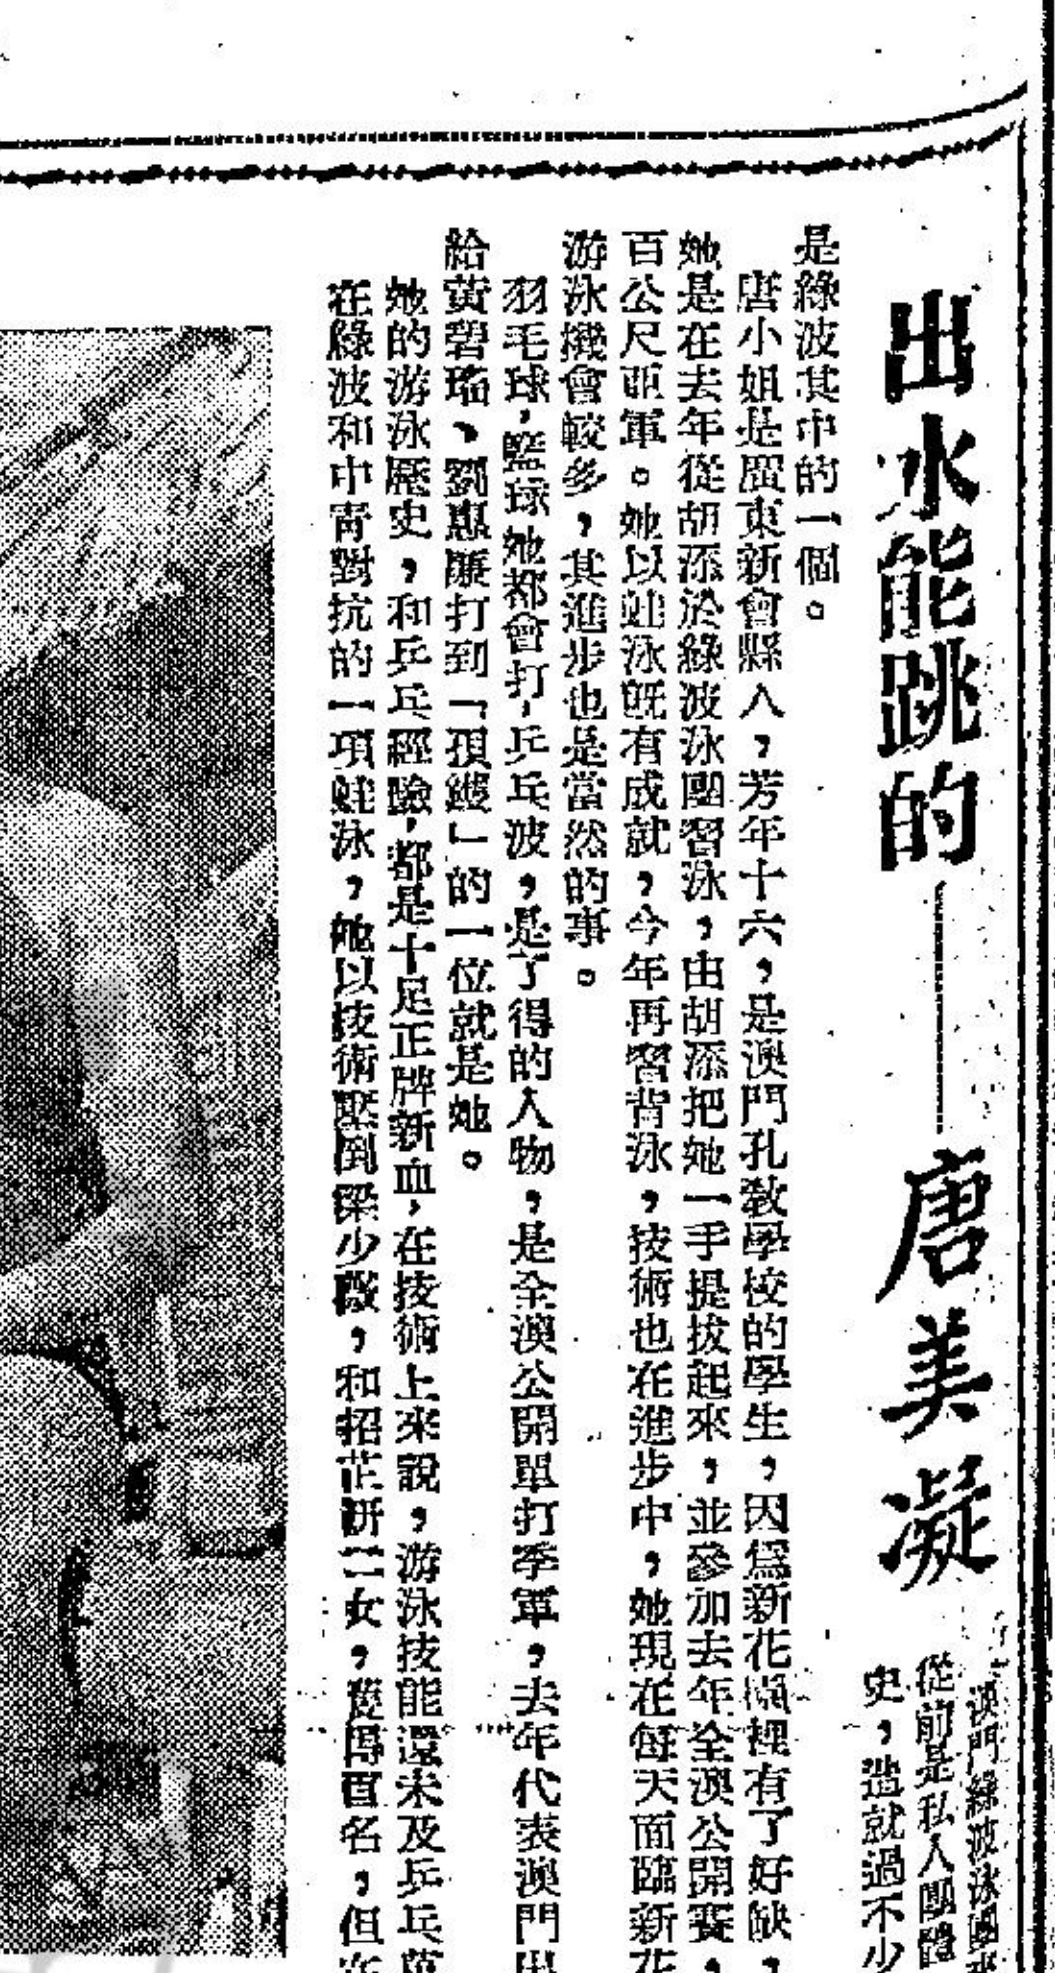 出水能跳的——唐美凝
澳門綠波泳團
從前是私人團體
史，造就過不少
是綠波其中的一個。
唐小姐是廣東新會縣人，芳年十六，是澳門孔教學校的學生，因爲新花園裡有了好缺，
她是在去年從胡添於綠波泳團習泳，由胡添把她一手提拔起來，並參加去年全澳公開賽，
百公尺亞軍。她以蛙泳旣有成就，今年再習背泳，技術也在進步中，她現在每天面臨新花
游泳機會較多，其進步也是當然的事。
羽毛球，籃球她都會打，乒乓波，是了得的人物，是全澳公開單打季軍，去年代表澳門出
給黃碧瑤、劉惠廉打到「 」的一位就是她。
她的游泳歷史，和乒乓經驗，都是十足正牌新血，在技術上來說，游泳技能還未及乒乓
在綠波和中靑對抗的一項蛙泳，她以技術壓倒梁少 ，和招芷 二女，獲得首名，但在